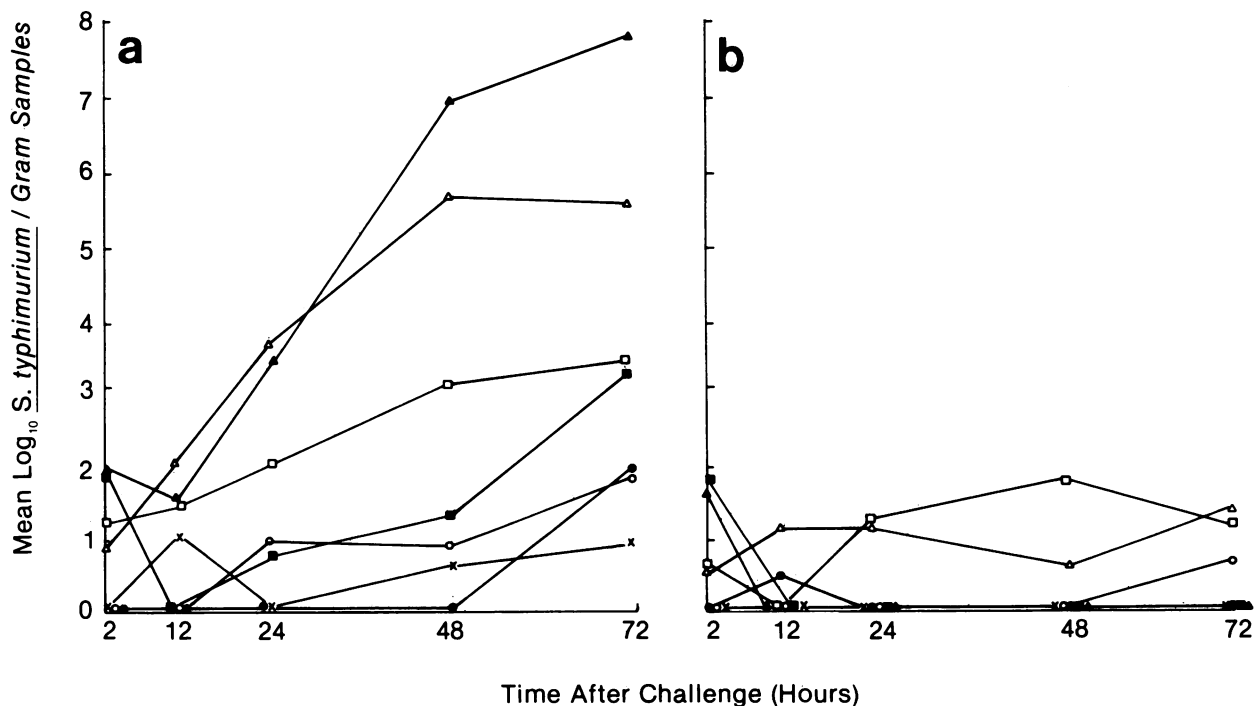 a
b
Mean Log₁₀ S. typhimurium / Gram Samples
8
7
6
5
4
3
2
1
0
2 12 24 48 72
2 12 24 48 72
Time After Challenge (Hours)